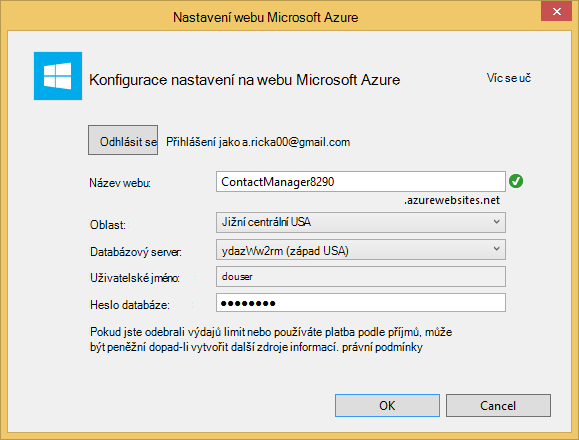 Nastavení webu Microsoft Azure
Konfigurace nastavení na webu Microsoft Azure
Víc se uč
Odhlásit se
Přihlášení jako a.ricka00@gmail.com
Název webu:
ContactManager8290
.azurewebsites.net
Oblast:
Jižní centrální USA
Databázový server:
ydazWw2rm (západ USA)
Uživatelské jméno:
douser
Heslo databáze:
●●●●●●●●
Pokud jste odebrali výdajů limit nebo používáte platba podle příjmů, může
být peněžní dopad-li vytvořit další zdroje informací. právní podmínky
OK
Cancel